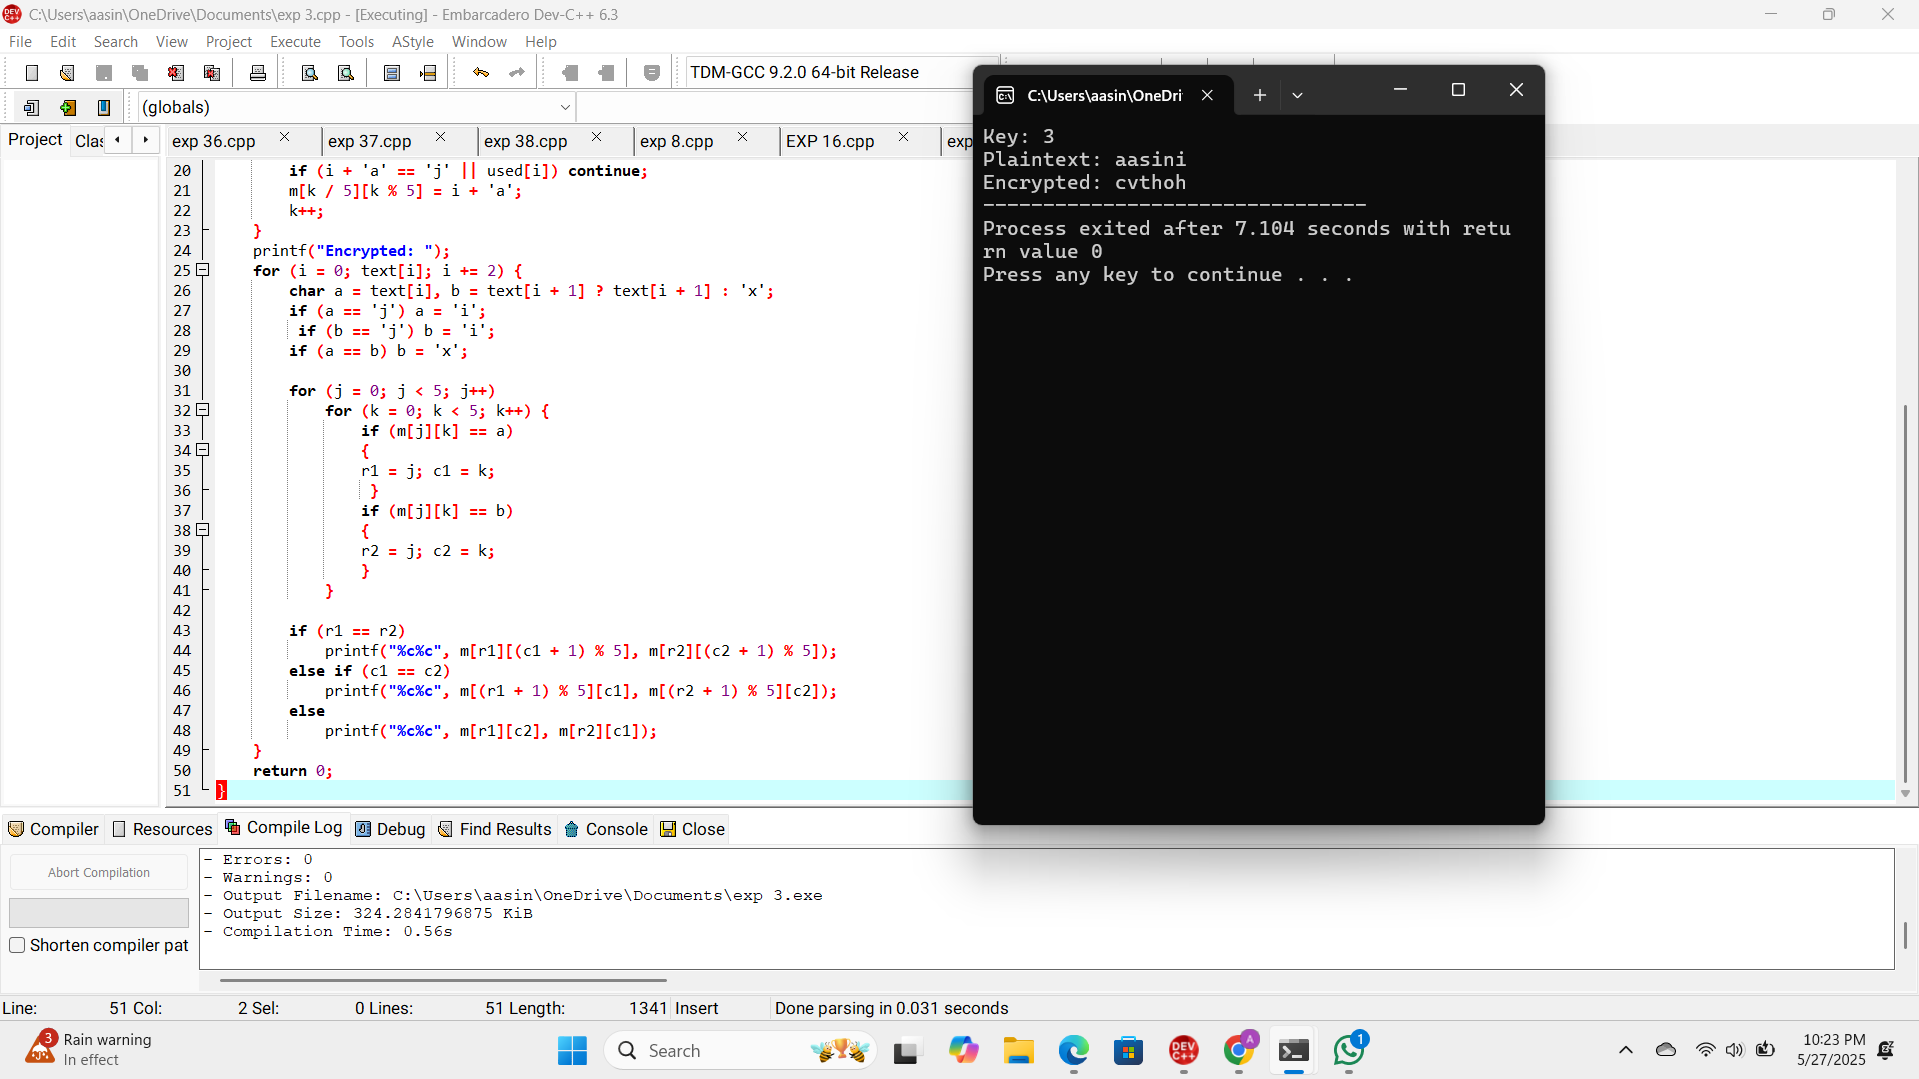 C:\Users\aasin\OneDrive\Documents\exp 3.cpp - [Executing] - Embarcadero Dev-C++ 6.3
File Edit Search View Project Execute Tools AStyle Window Help
TDM-GCC 9.2.0 64-bit Release
(globals)
Project Clas exp 36.cpp exp 37.cpp exp 38.cpp exp 8.cpp EXP 16.cpp exp
20 if (i + 'a' == 'j' || used[i]) continue;
21 m[k / 5][k % 5] = i + 'a';
22 k++;
23 }
24 printf("Encrypted: ");
25 for (i = 0; text[i]; i += 2) {
26 char a = text[i], b = text[i + 1] ? text[i + 1] : 'x';
27 if (a == 'j') a = 'i';
28 if (b == 'j') b = 'i';
29 if (a == b) b = 'x';
30
31 for (j = 0; j < 5; j++)
32 for (k = 0; k < 5; k++) {
33 if (m[j][k] == a)
34 {
35 r1 = j; c1 = k;
36 }
37 if (m[j][k] == b)
38 {
39 r2 = j; c2 = k;
40 }
41 }
42
43 if (r1 == r2)
44 printf("%c%c", m[r1][(c1 + 1) % 5], m[r2][(c2 + 1) % 5]);
45 else if (c1 == c2)
46 printf("%c%c", m[(r1 + 1) % 5][c1], m[(r2 + 1) % 5][c2]);
47 else
48 printf("%c%c", m[r1][c2], m[r2][c1]);
49 }
50 return 0;
51 }
C:\Users\aasin\OneDri
Key: 3
Plaintext: aasini
Encrypted: cvthoh
--------------------------------
Process exited after 7.104 seconds with retu
rn value 0
Press any key to continue . . .
Compiler Resources Compile Log Debug Find Results Console Close
Abort Compilation
Shorten compiler pat
- Errors: 0
- Warnings: 0
- Output Filename: C:\Users\aasin\OneDrive\Documents\exp 3.exe
- Output Size: 324.2841796875 KiB
- Compilation Time: 0.56s
Line: 51 Col: 2 Sel: 0 Lines: 51 Length: 1341 Insert Done parsing in 0.031 seconds
3
Rain warning
In effect
Search
DEV C++
A
1
10:23 PM
5/27/2025